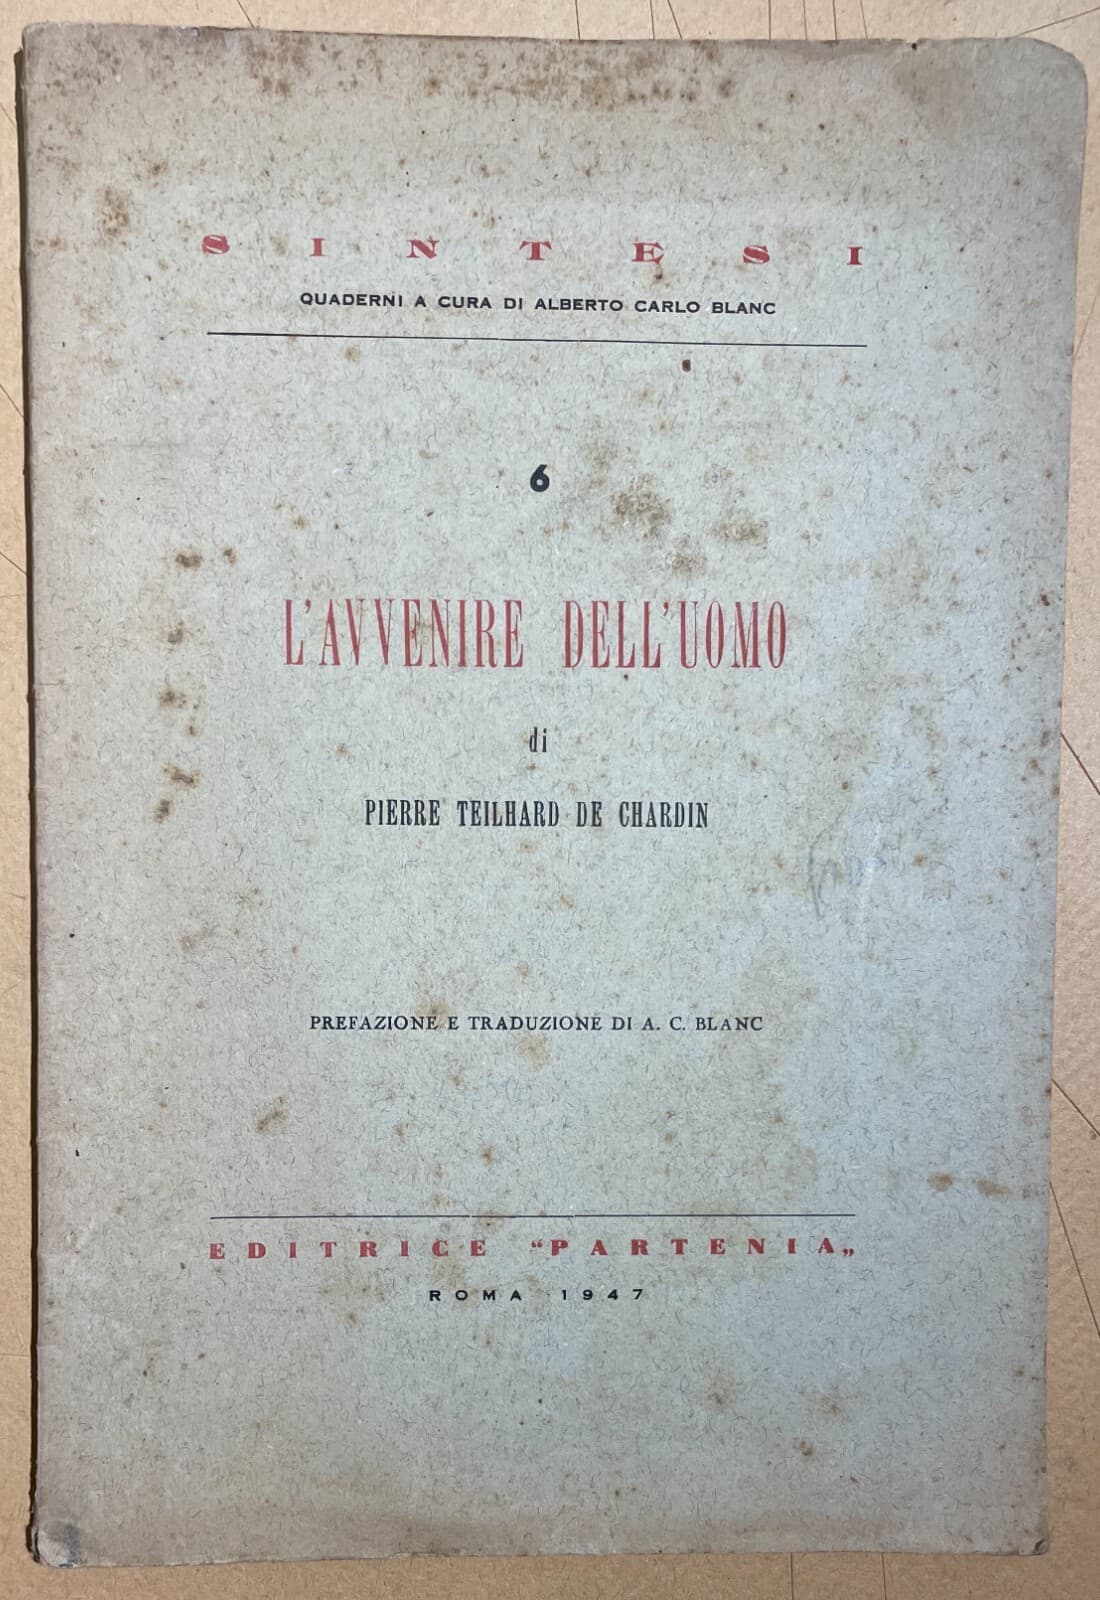 SINTESI
QUADERNI A CURA DI ALBERTO CARLO BLANC
6
L'AVVENIRE DELL'UOMO
di
PIERRE TEILHARD DE CHARDIN
PREFAZIONE E TRADUZIONE DI A. C. BLANC
EDITRICE “PARTENIA„
ROMA 1947